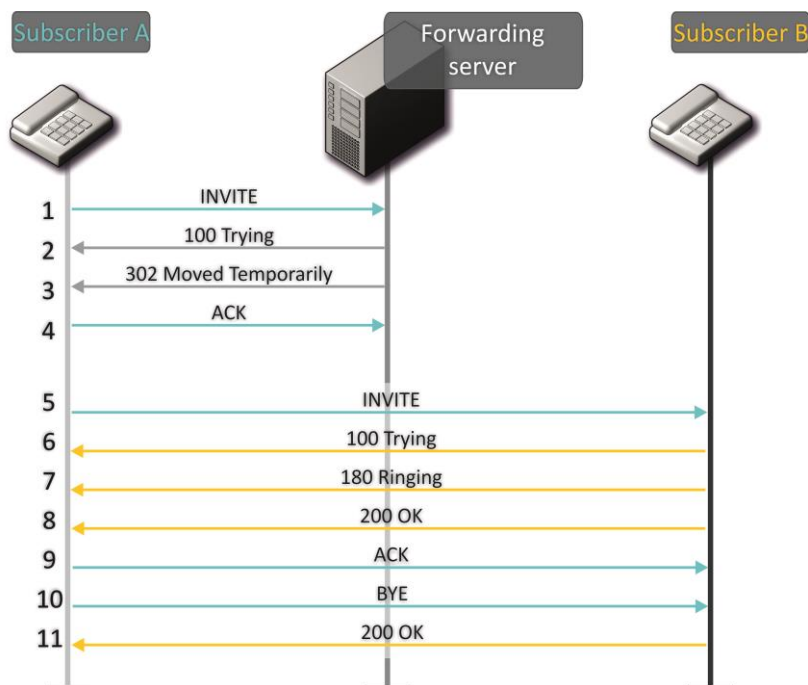 Subscriber A
Forwarding
server
Subscriber B
1 INVITE
2 100 Trying
3 302 Moved Temporarily
4 ACK
5 INVITE
6 100 Trying
7 180 Ringing
8 200 OK
9 ACK
10 BYE
11 200 OK